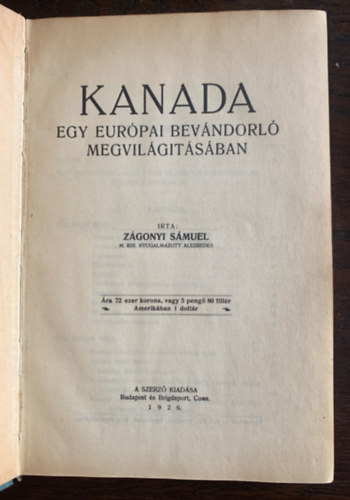 KANADA
EGY EURÓPAI BEVÁNDORLÓ
MEGVILÁGITÁSÁBAN
IRTA:
ZÁGONYI SÁMUEL
M. KIR. NYUGALMAZOTT ALEZREDES
Ára 72 ezer korona, vagy 5 pengő 80 fillér
Amerikában 1 dollár
A SZERZŐ KIADÁSA
Budapest és Bridgeport, Conn.
1926.